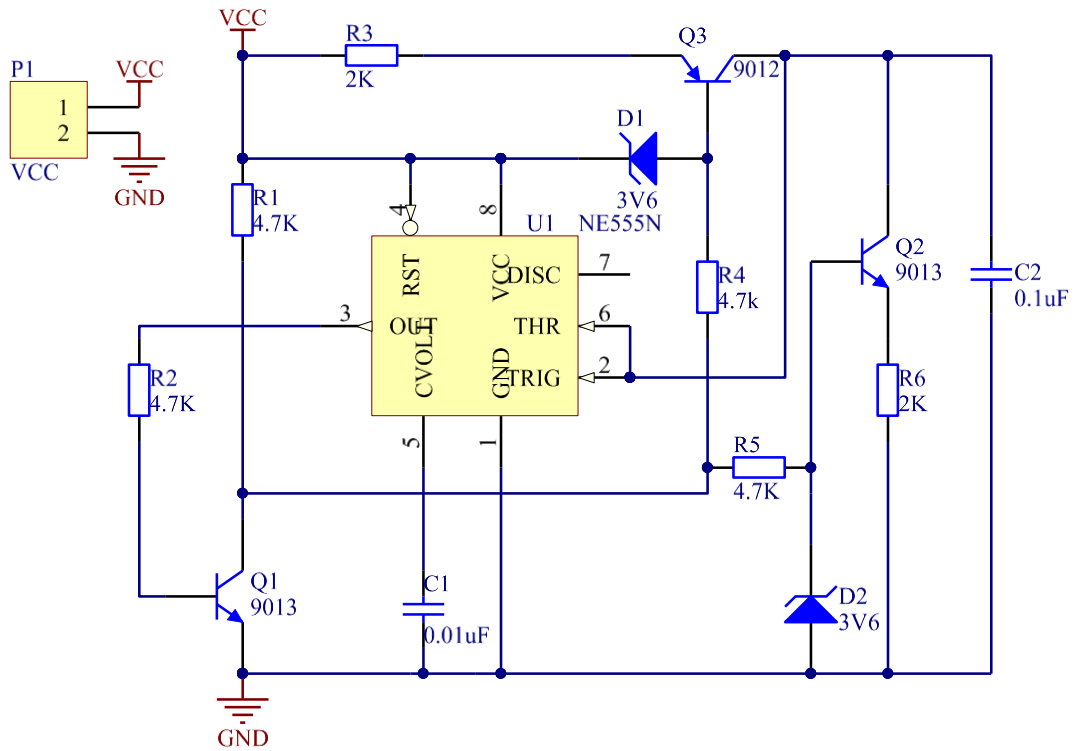 VCC
R3
2K
Q3
9012
P1
VCC
1
2
VCC
GND
D1
3V6
R1
4.7K
4
8
U1
NE555N
RST
VCC
DISC
7
3
OUT
THR
6
CVOLT
GND
TRIG
2
5
1
R4
4.7k
Q2
9013
C2
0.1uF
R2
4.7K
R6
2K
R5
4.7K
Q1
9013
C1
0.01uF
D2
3V6
GND